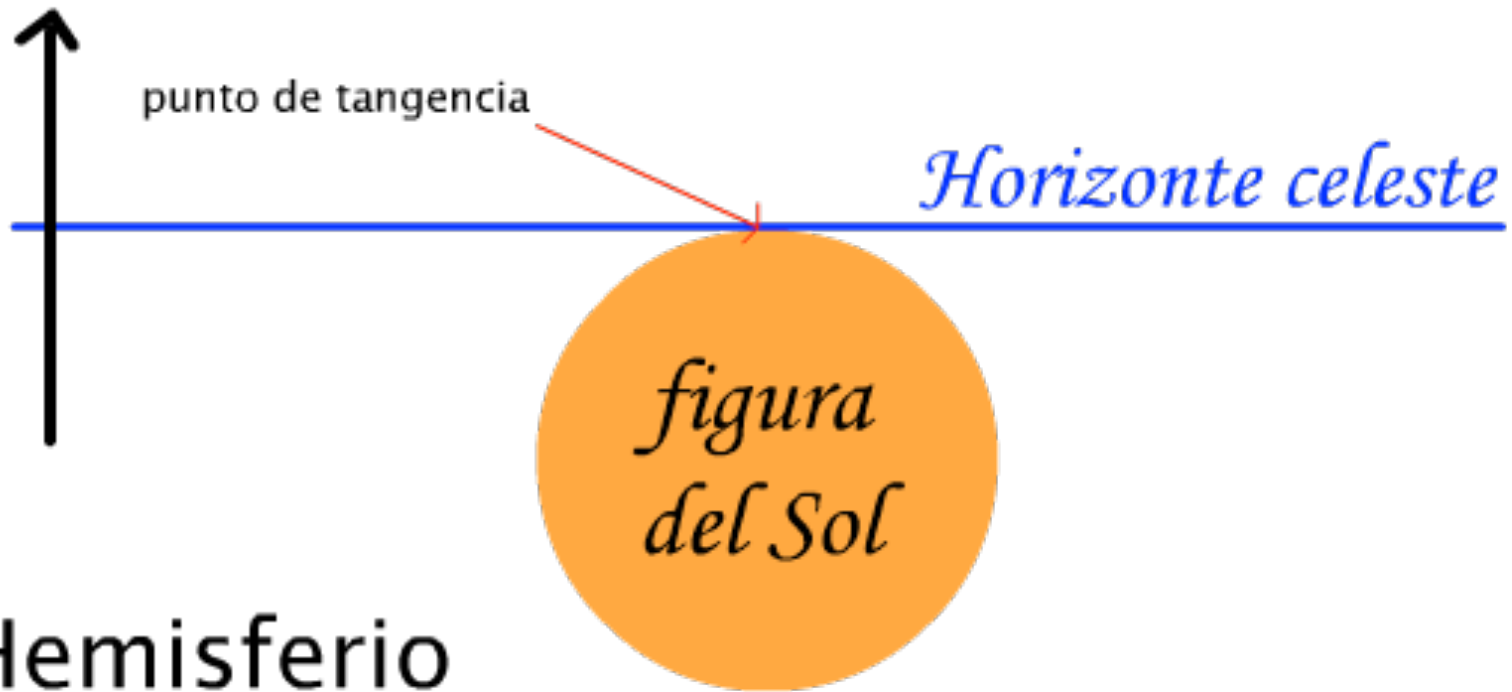 punto de tangencia
Horizonte celeste
figura
del Sol
Hemisferio